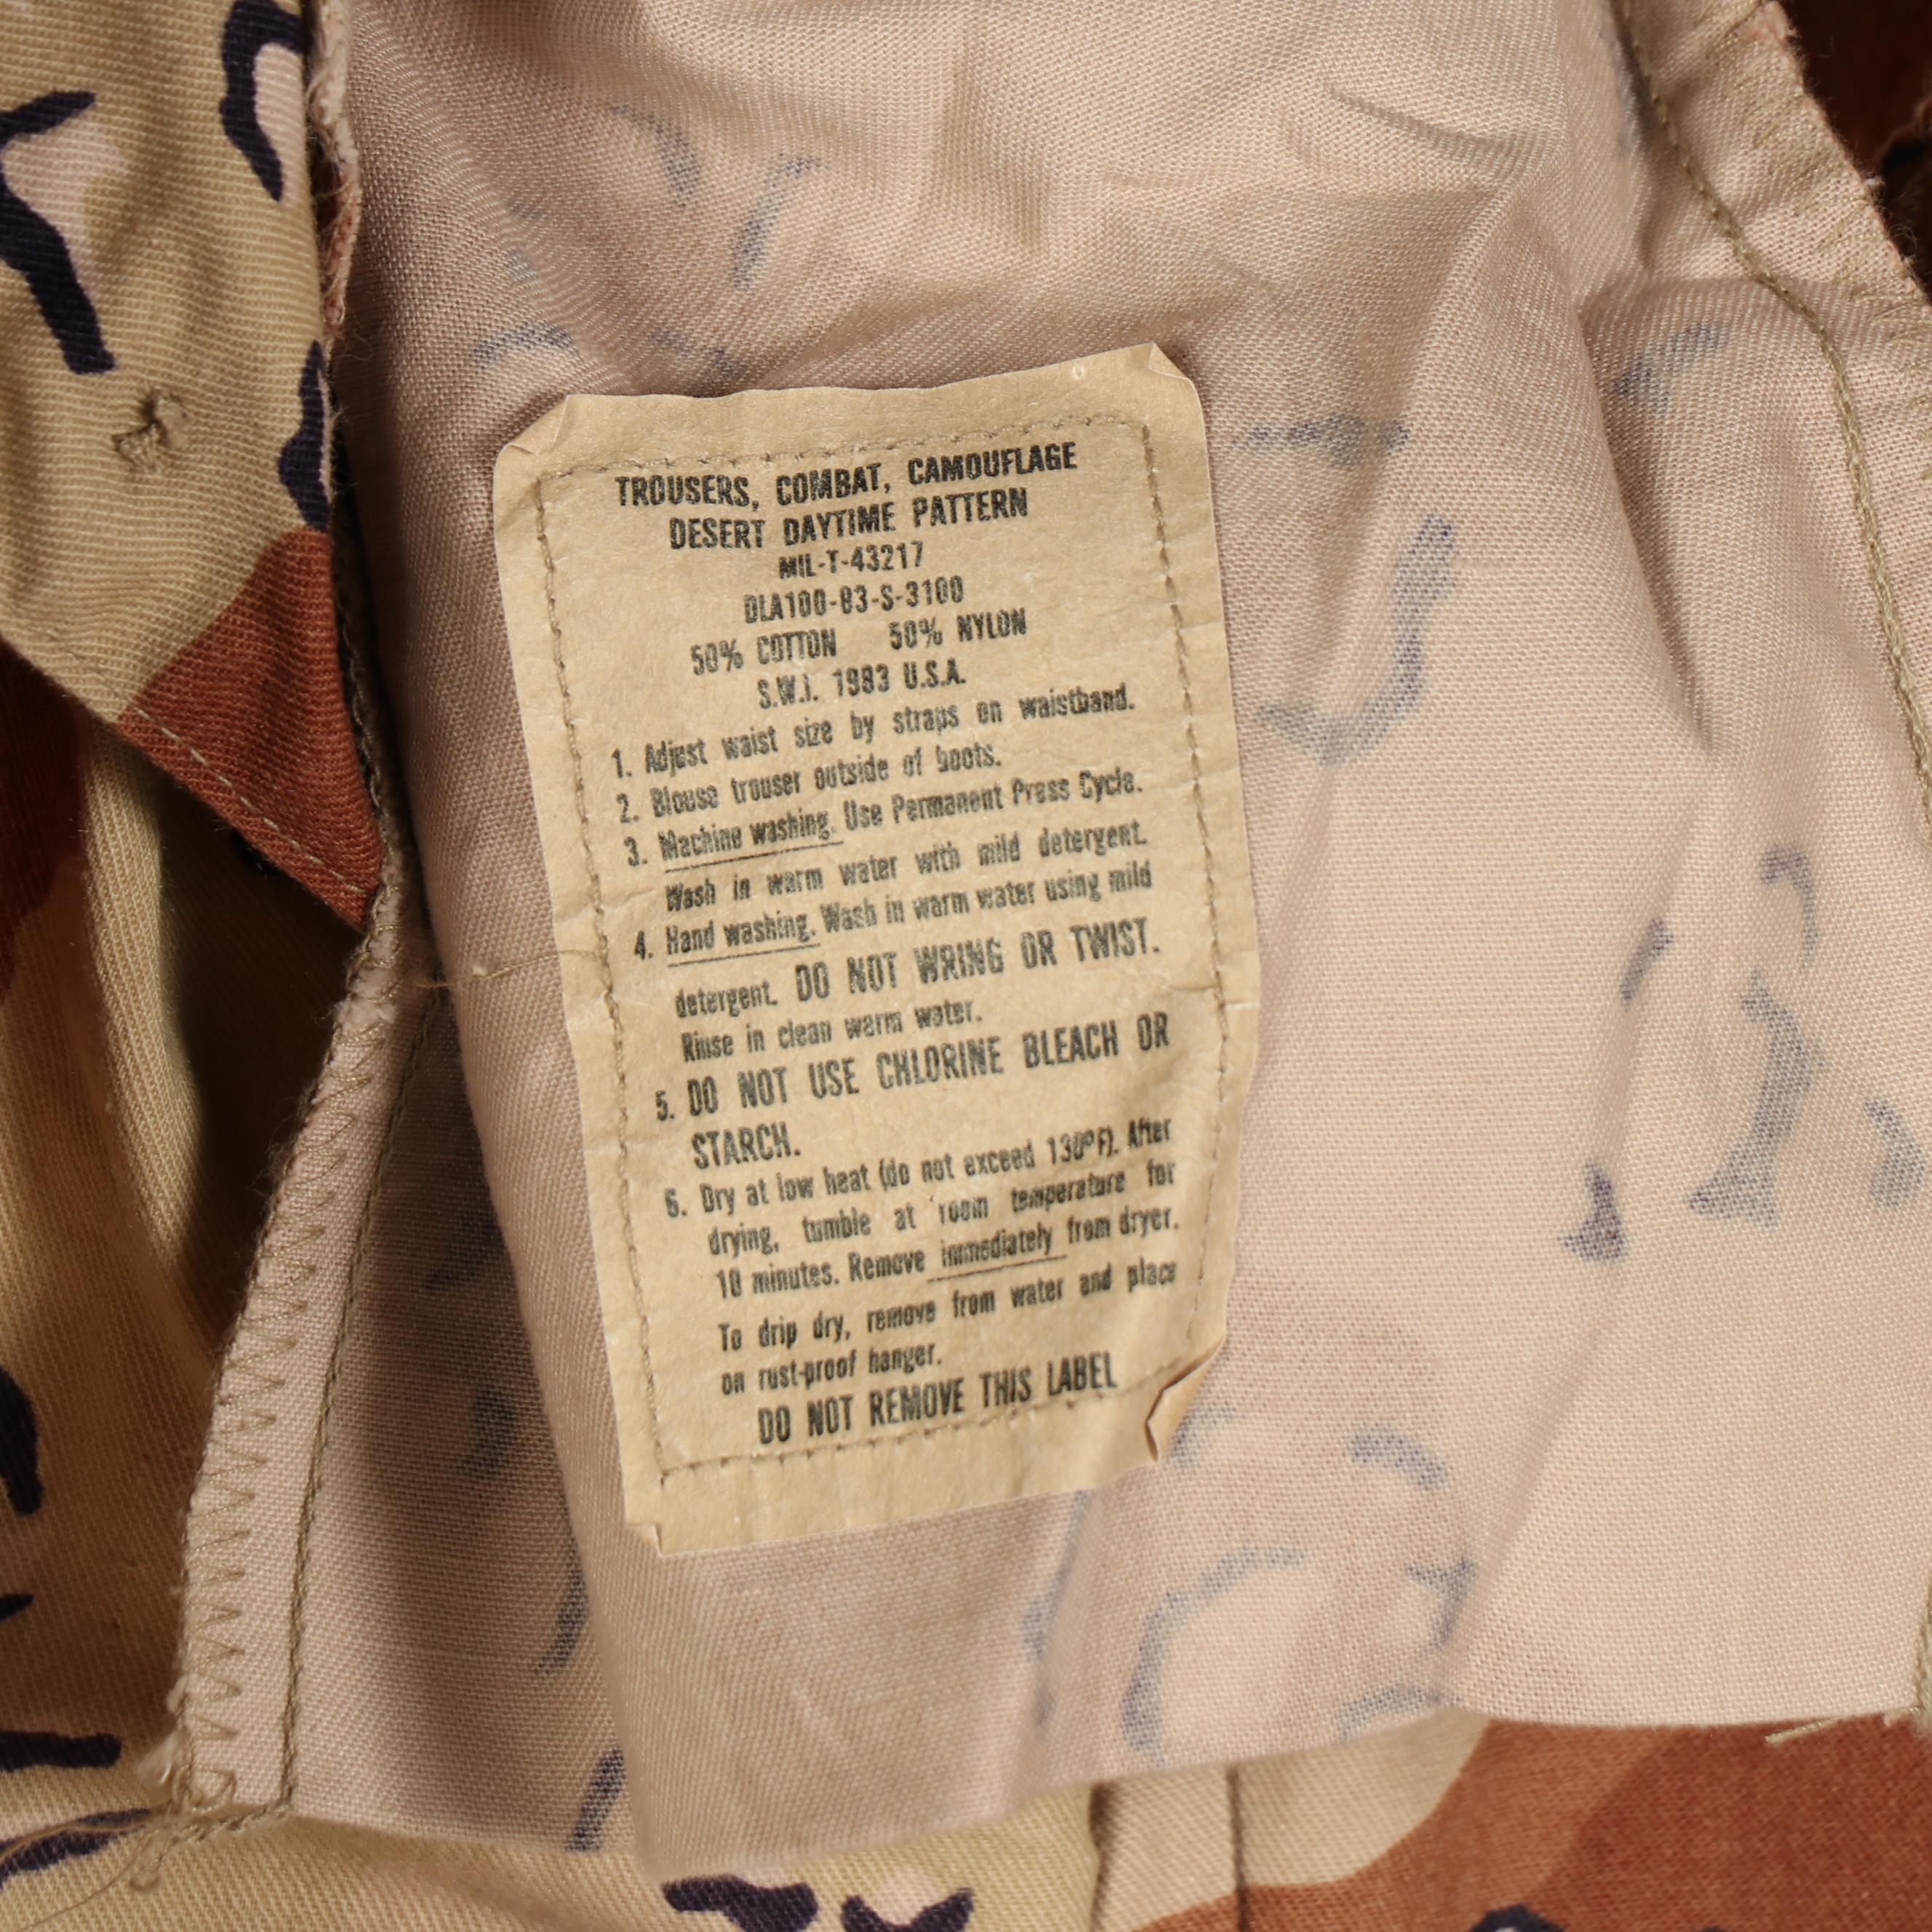 TROUSERS, COMBAT, CAMOUFLAGE
DESERT DAYTIME PATTERN
MIL-T-43217
DLA100-83-S-3100
50% COTTON 50% NYLON
S.W.I. 1983 U.S.A.
1. Adjust waist size by straps on waistband.
2. Blouse trouser outside of boots.
3. Machine washing. Use Permanent Press Cycle.
Wash in warm water with mild detergent.
4. Hand washing. Wash in warm water using mild
detergent. DO NOT WRING OR TWIST.
Rinse in clean warm water.
5. DO NOT USE CHLORINE BLEACH OR
STARCH.
6. Dry at low heat (do not exceed 130°F). After
drying, tumble at room temperature for
10 minutes. Remove immediately from dryer.
To drip dry, remove from water and place
on rust-proof hanger.
DO NOT REMOVE THIS LABEL